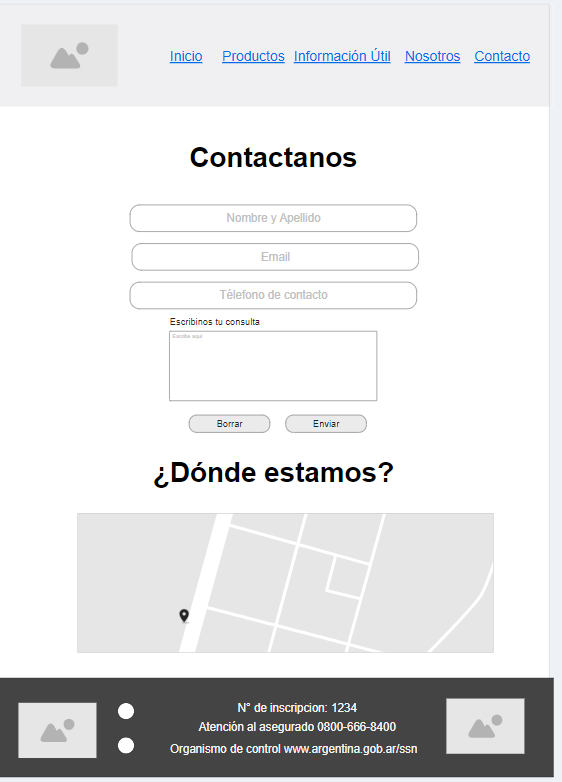 Inicio Productos Información Útil Nosotros Contacto
Contactanos
Nombre y Apellido
Email
Télefono de contacto
Escribinos tu consulta
Escribe aquí
Borrar Enviar
¿Dónde estamos?
N° de inscripcion: 1234
Atención al asegurado 0800-666-8400
Organismo de control www.argentina.gob.ar/ssn